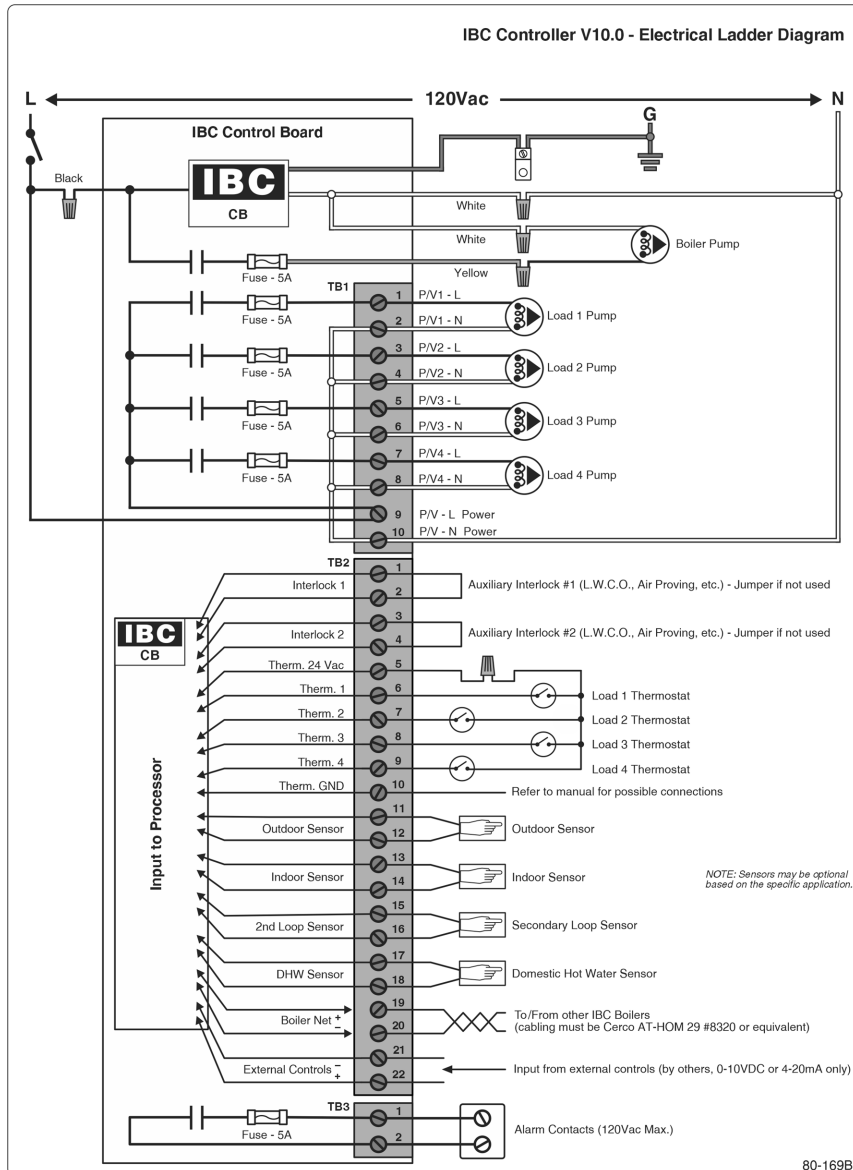 IBC Controller V10.0 - Electrical Ladder Diagram
L
120Vac
N
G
IBC Control Board
Black
IBC
CB
White
White
Boiler Pump
Yellow
Fuse - 5A
TB1
1 P/V1 - L
Fuse - 5A
Load 1 Pump
2 P/V1 - N
3 P/V2 - L
Fuse - 5A
Load 2 Pump
4 P/V2 - N
5 P/V3 - L
Fuse - 5A
Load 3 Pump
6 P/V3 - N
7 P/V4 - L
Fuse - 5A
Load 4 Pump
8 P/V4 - N
9 P/V - L Power
10 P/V - N Power
TB2
1
Interlock 1
Auxiliary Interlock #1 (L.W.C.O., Air Proving, etc.) - Jumper if not used
2
3
IBC
CB
Interlock 2
Auxiliary Interlock #2 (L.W.C.O., Air Proving, etc.) - Jumper if not used
4
Therm. 24 Vac 5
Therm. 1 6 Load 1 Thermostat
Therm. 2 7 Load 2 Thermostat
Therm. 3 8 Load 3 Thermostat
Therm. 4 9 Load 4 Thermostat
Therm. GND 10 Refer to manual for possible connections
Input to Processor
11
Outdoor Sensor 12 Outdoor Sensor
13
Indoor Sensor 14 Indoor Sensor
NOTE: Sensors may be optional
based on the specific application.
15
2nd Loop Sensor 16 Secondary Loop Sensor
17
DHW Sensor 18 Domestic Hot Water Sensor
19
Boiler Net + −
To/From other IBC Boilers
(cabling must be Cerco AT-HOM 29 #8320 or equivalent)
20
21
External Controls − +
Input from external controls (by others, 0-10VDC or 4-20mA only)
22
TB3
1
Fuse - 5A
Alarm Contacts (120Vac Max.)
2
80-169B